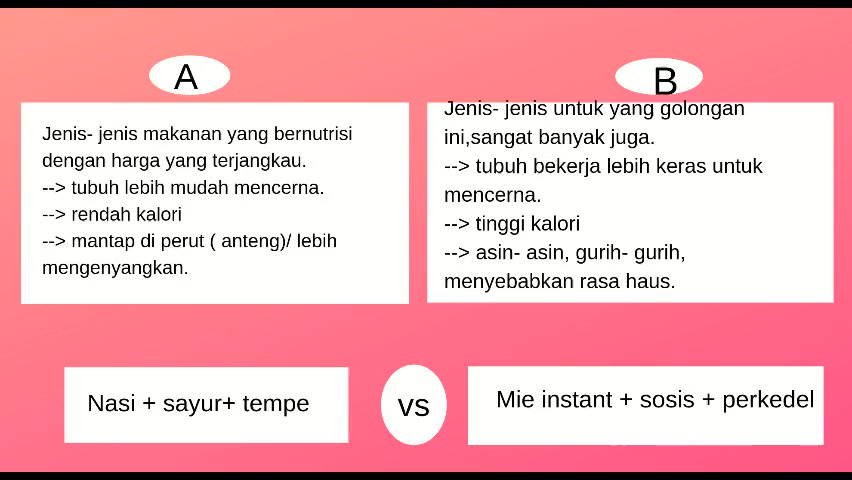 A
Jenis- jenis makanan yang bernutrisi
dengan harga yang terjangkau.
--> tubuh lebih mudah mencerna.
--> rendah kalori
--> mantap di perut ( anteng)/ lebih
mengenyangkan.
B
Jenis- jenis untuk yang golongan
ini,sangat banyak juga.
--> tubuh bekerja lebih keras untuk
mencerna.
--> tinggi kalori
--> asin- asin, gurih- gurih,
menyebabkan rasa haus.
Nasi + sayur+ tempe
vs
Mie instant + sosis + perkedel